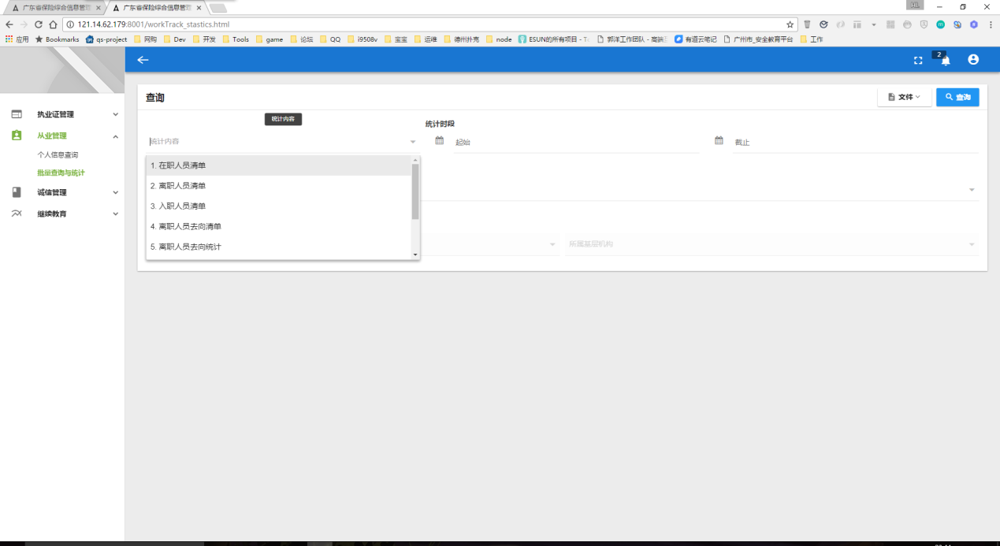 广东省保险综合信息管理
广东省保险综合信息管理
HL
121.14.62.179:8001/workTrack_stastics.html
应用 Bookmarks qs-project 网购 Dev 开发 Tools game 论坛 QQ i9508v 宝宝 运维 德州扑克 node ESUN的所有项目 - T 郭洋工作团队 - 高端 有道云笔记 广州市_安全教育平台 工作
2
执业证管理
从业管理
个人信息查询
批量查询与统计
诚信管理
继续教育
查询
文件
查询
统计内容
统计时段
统计内容
起始
截止
1. 在职人员清单
2. 离职人员清单
3. 入职人员清单
4. 离职人员去向清单
5. 离职人员去向统计
所属基层机构